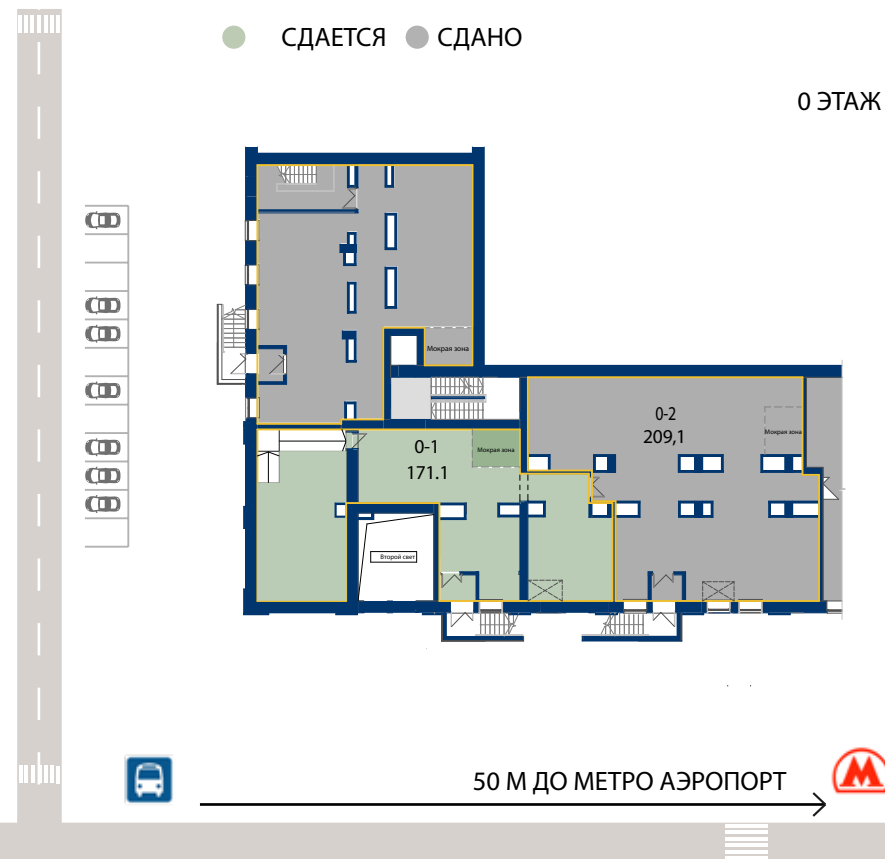 СДАЕТСЯ СДАНО
0 ЭТАЖ
Мокрая зона
0-1
171.1
Мокрая зона
0-2
209,1
Мокрая зона
Второй свет
50 М ДО МЕТРО АЭРОПОРТ
М